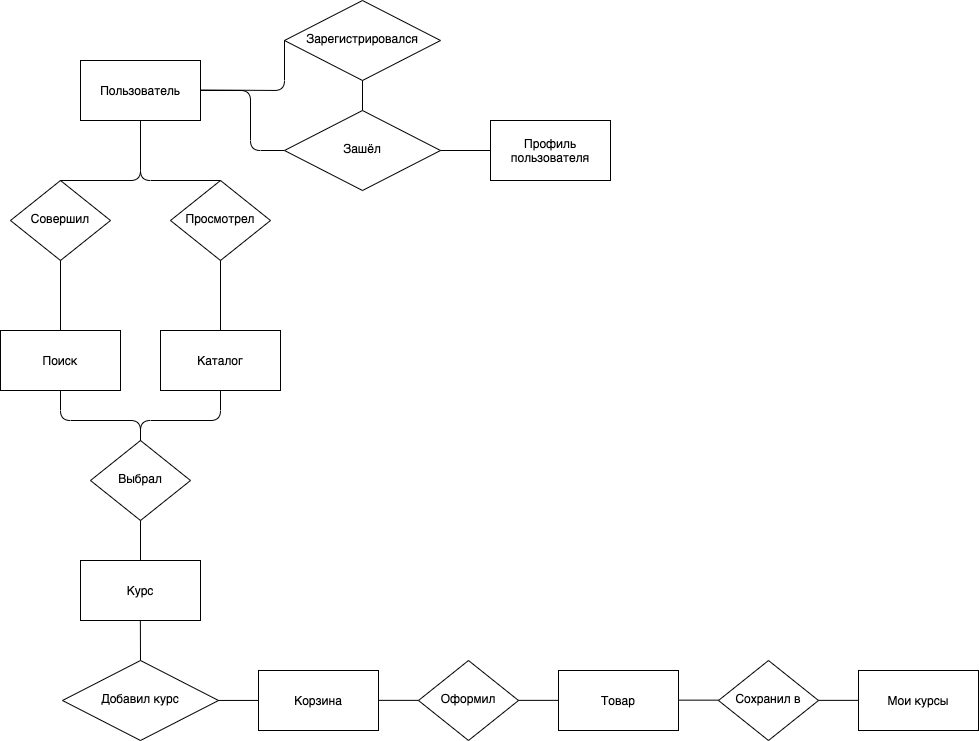 Зарегистрировался
Пользователь
Зашёл
Профиль
пользователя
Совершил
Просмотрел
Поиск
Каталог
Выбрал
Курс
Добавил курс
Корзина
Оформил
Товар
Сохранил в
Мои курсы